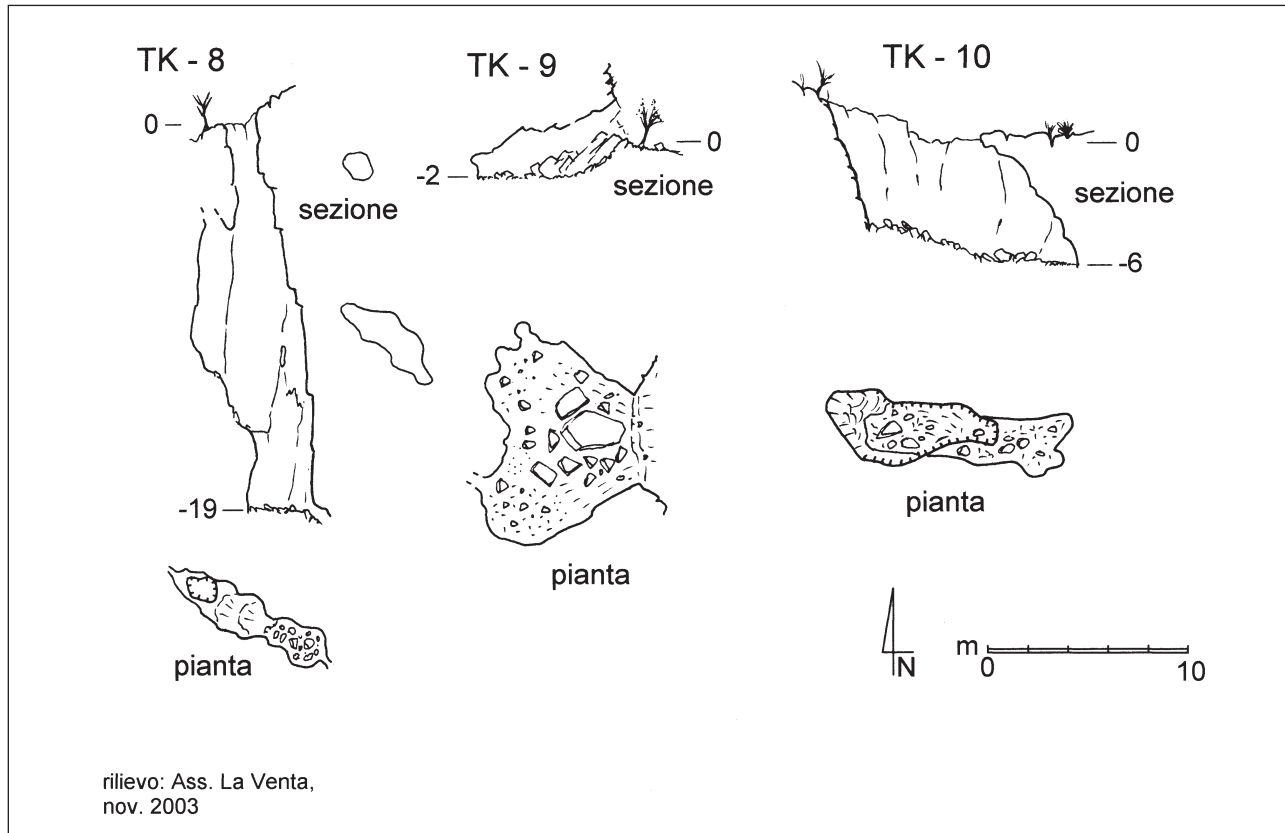 TK - 8
0
sezione
-19
pianta
TK - 9
0
-2
sezione
pianta
TK - 10
0
sezione
-6
pianta
N
m
0
10
rilievo: Ass. La Venta,
nov. 2003